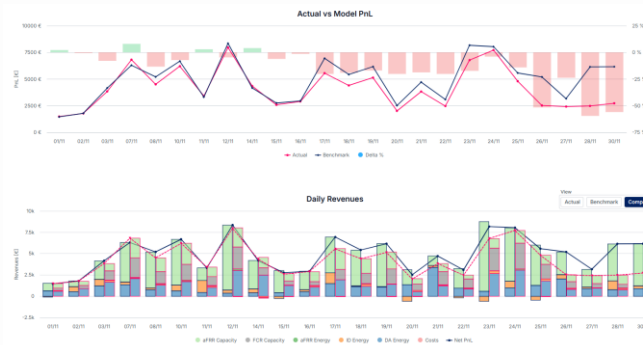 Actual vs Model PnL
10000 €
7500 €
5000 €
2500 €
0 €
PnL (€)
25 %
0 %
-25 %
-50 %
-75 %
01/11 02/11 03/11 07/11 08/11 10/11 11/11 12/11 14/11 15/11 16/11 17/11 18/11 19/11 20/11 21/11 22/11 23/11 24/11 25/11 26/11 27/11 28/11 30/11
Actual Benchmark Delta %
Daily Revenues
View
Actual Benchmark Comp
10k
7.5k
5k
2.5k
0
-2.5k
Revenues (€)
01/11 02/11 03/11 07/11 08/11 10/11 11/11 12/11 14/11 15/11 16/11 17/11 18/11 19/11 20/11 21/11 22/11 23/11 24/11 25/11 26/11 27/11 28/11 30/11
aFRR Capacity FCR Capacity aFRR Energy ID Energy DA Energy Costs Net PnL